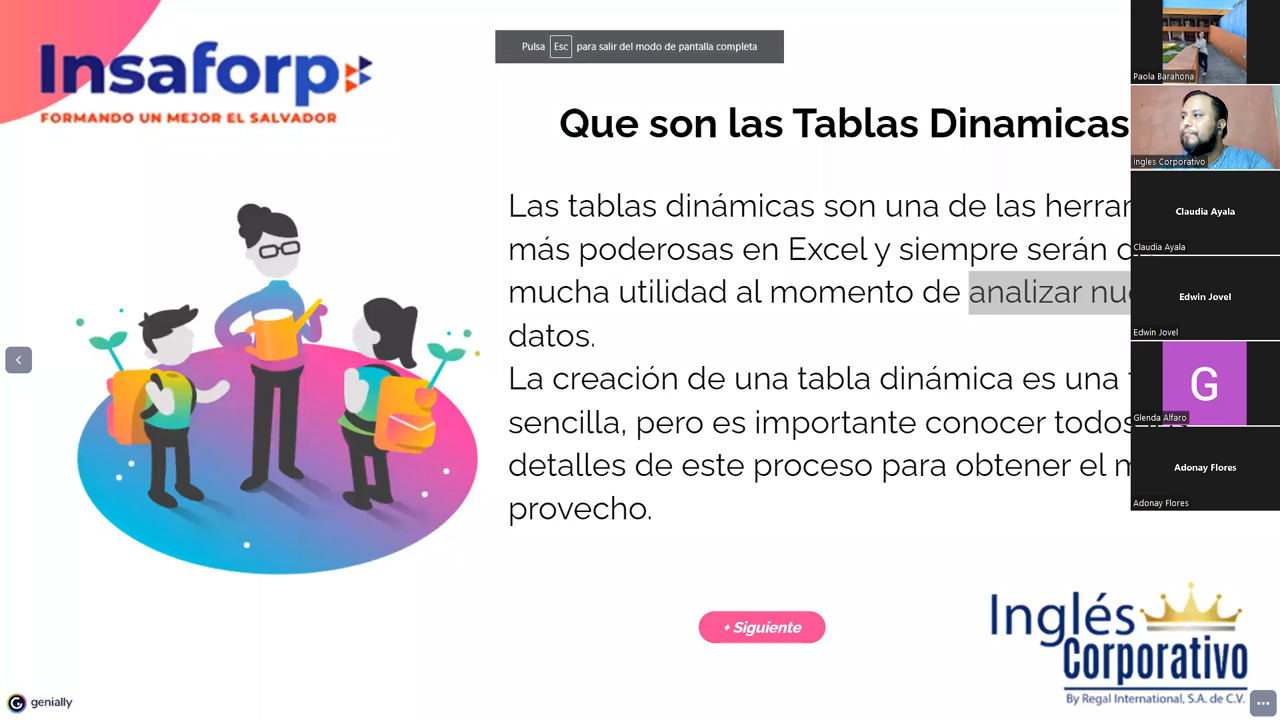 Insaforp
FORMANDO UN MEJOR EL SALVADOR
Pulsa Esc para salir del modo de pantalla completa
Que son las Tablas Dinamicas
Las tablas dinámicas son una de las
más poderosas en Excel y siempre serán
mucha utilidad al momento de analizar
datos.
La creación de una tabla dinámica es una
sencilla, pero es importante conocer todos
detalles de este proceso para obtener el
provecho.
+ Siguiente
Inglés
Corporativo
By Regal International, S.A. de C.V.
genially
Paola Barahona
Ingles Corporativo
Claudia Ayala
Claudia Ayala
Edwin Jovel
Edwin Jovel
G
Glenda Alfaro
Adonay Flores
Adonay Flores